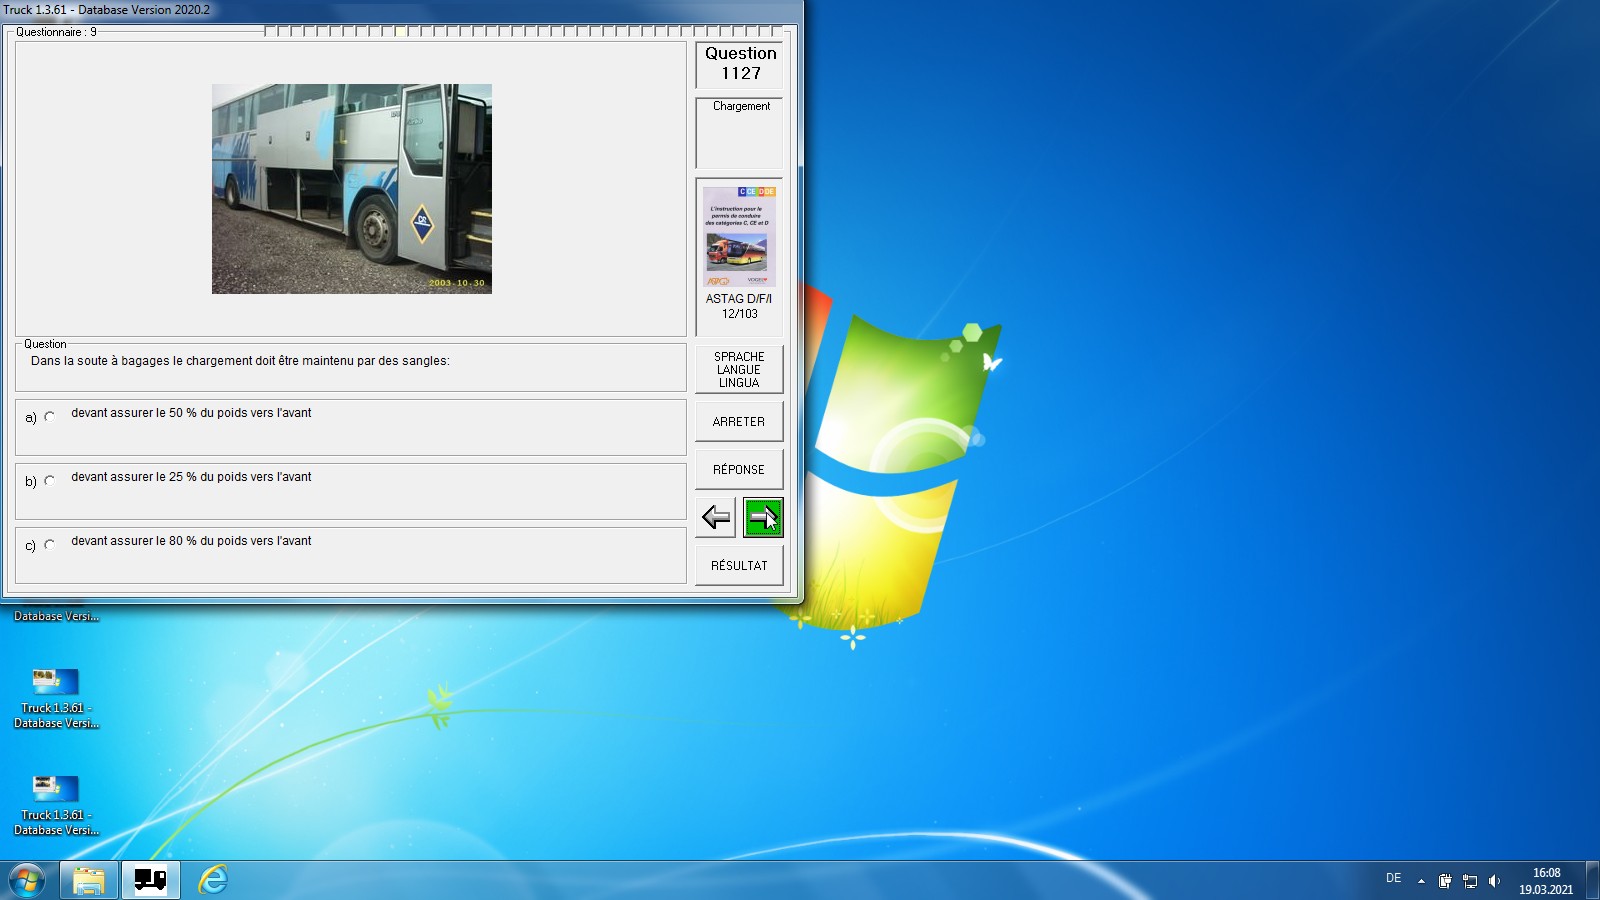 Truck 1.3.61 - Database Version 2020.2
Questionnaire : 9
2003-10-30
Question
1127
Chargement
C CE D DE
L'instruction pour le
permis de conduire
des catégories C, CE et D
ASTAG D/F/I
12/103
Question
Dans la soute à bagages le chargement doit être maintenu par des sangles:
a) devant assurer le 50 % du poids vers l'avant
b) devant assurer le 25 % du poids vers l'avant
c) devant assurer le 80 % du poids vers l'avant
SPRACHE
LANGUE
LINGUA
ARRETER
RÉPONSE
RÉSULTAT
Database Versi...
Truck 1.3.61 -
Database Versi...
Truck 1.3.61 -
Database Versi...
DE
16:08
19.03.2021